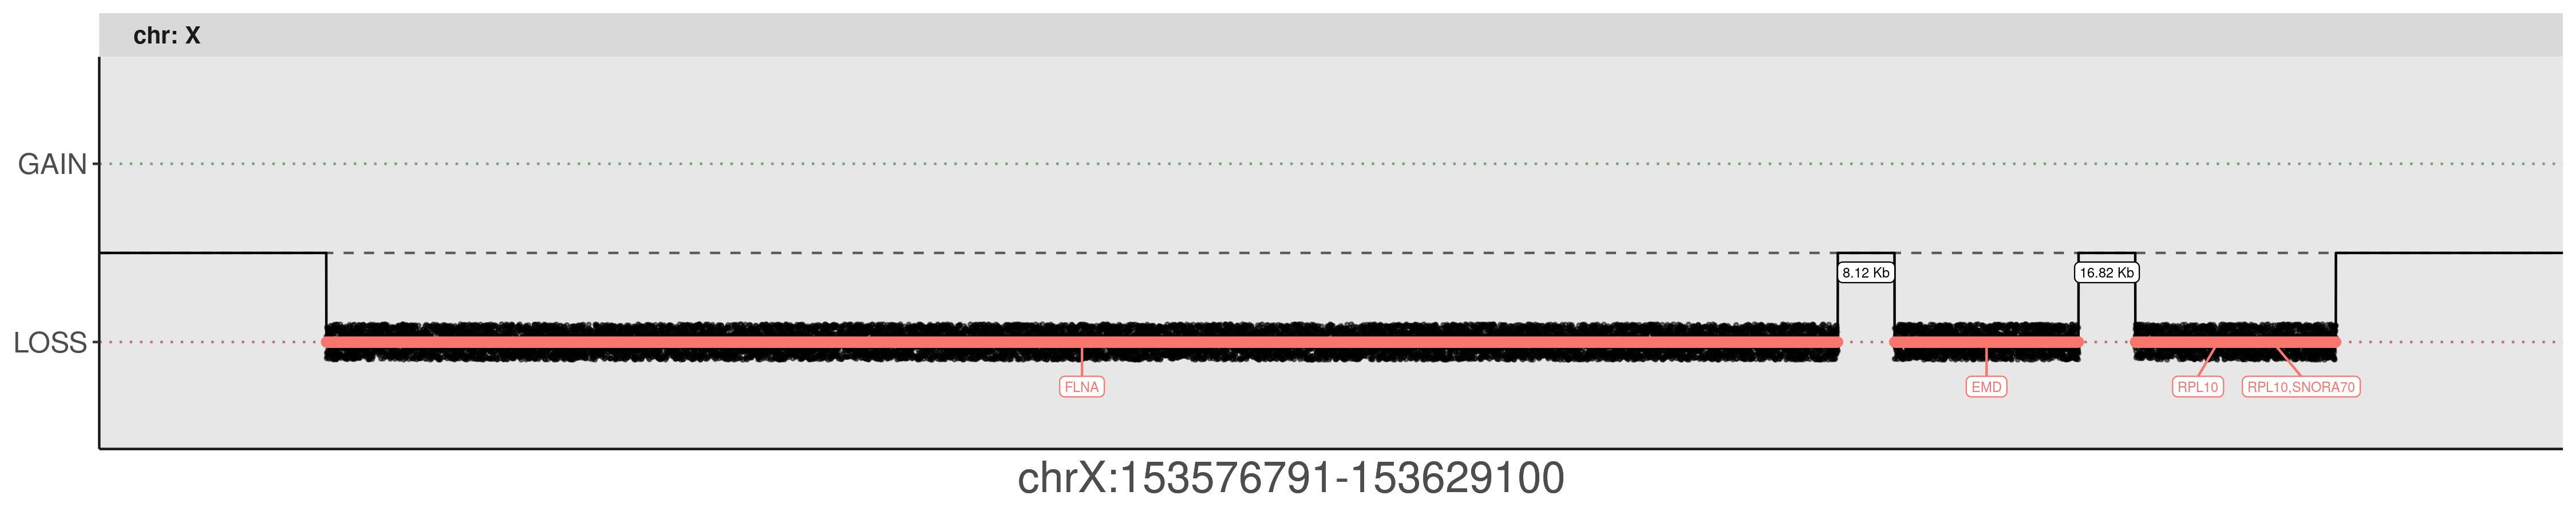 chr: X
GAIN
8.12 Kb
16.82 Kb
LOSS
FLNA
EMD
RPL10
RPL10,SNORA70
chrX:153576791-153629100